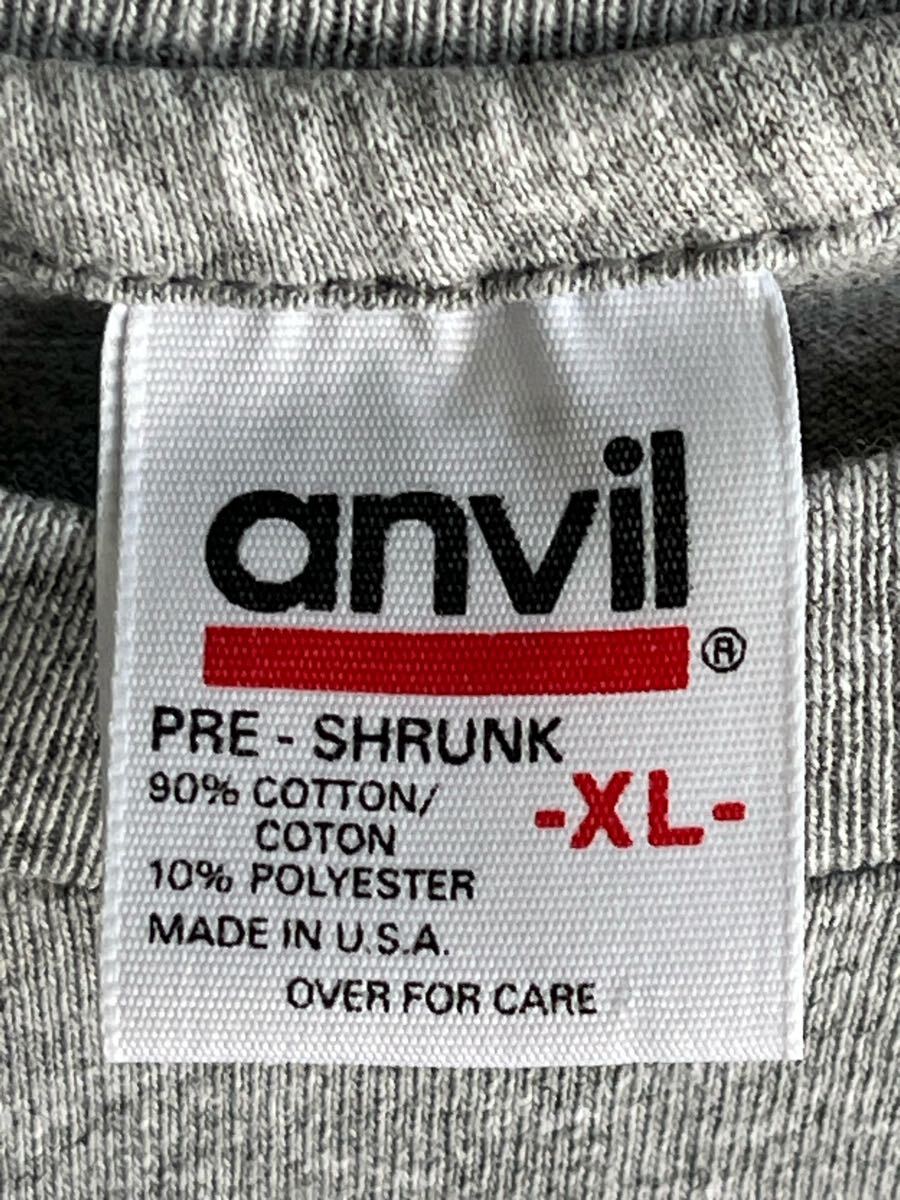 anvil®
PRE - SHRUNK
90% COTTON/
COTON
-XL-
10% POLYESTER
MADE IN U.S.A.
OVER FOR CARE